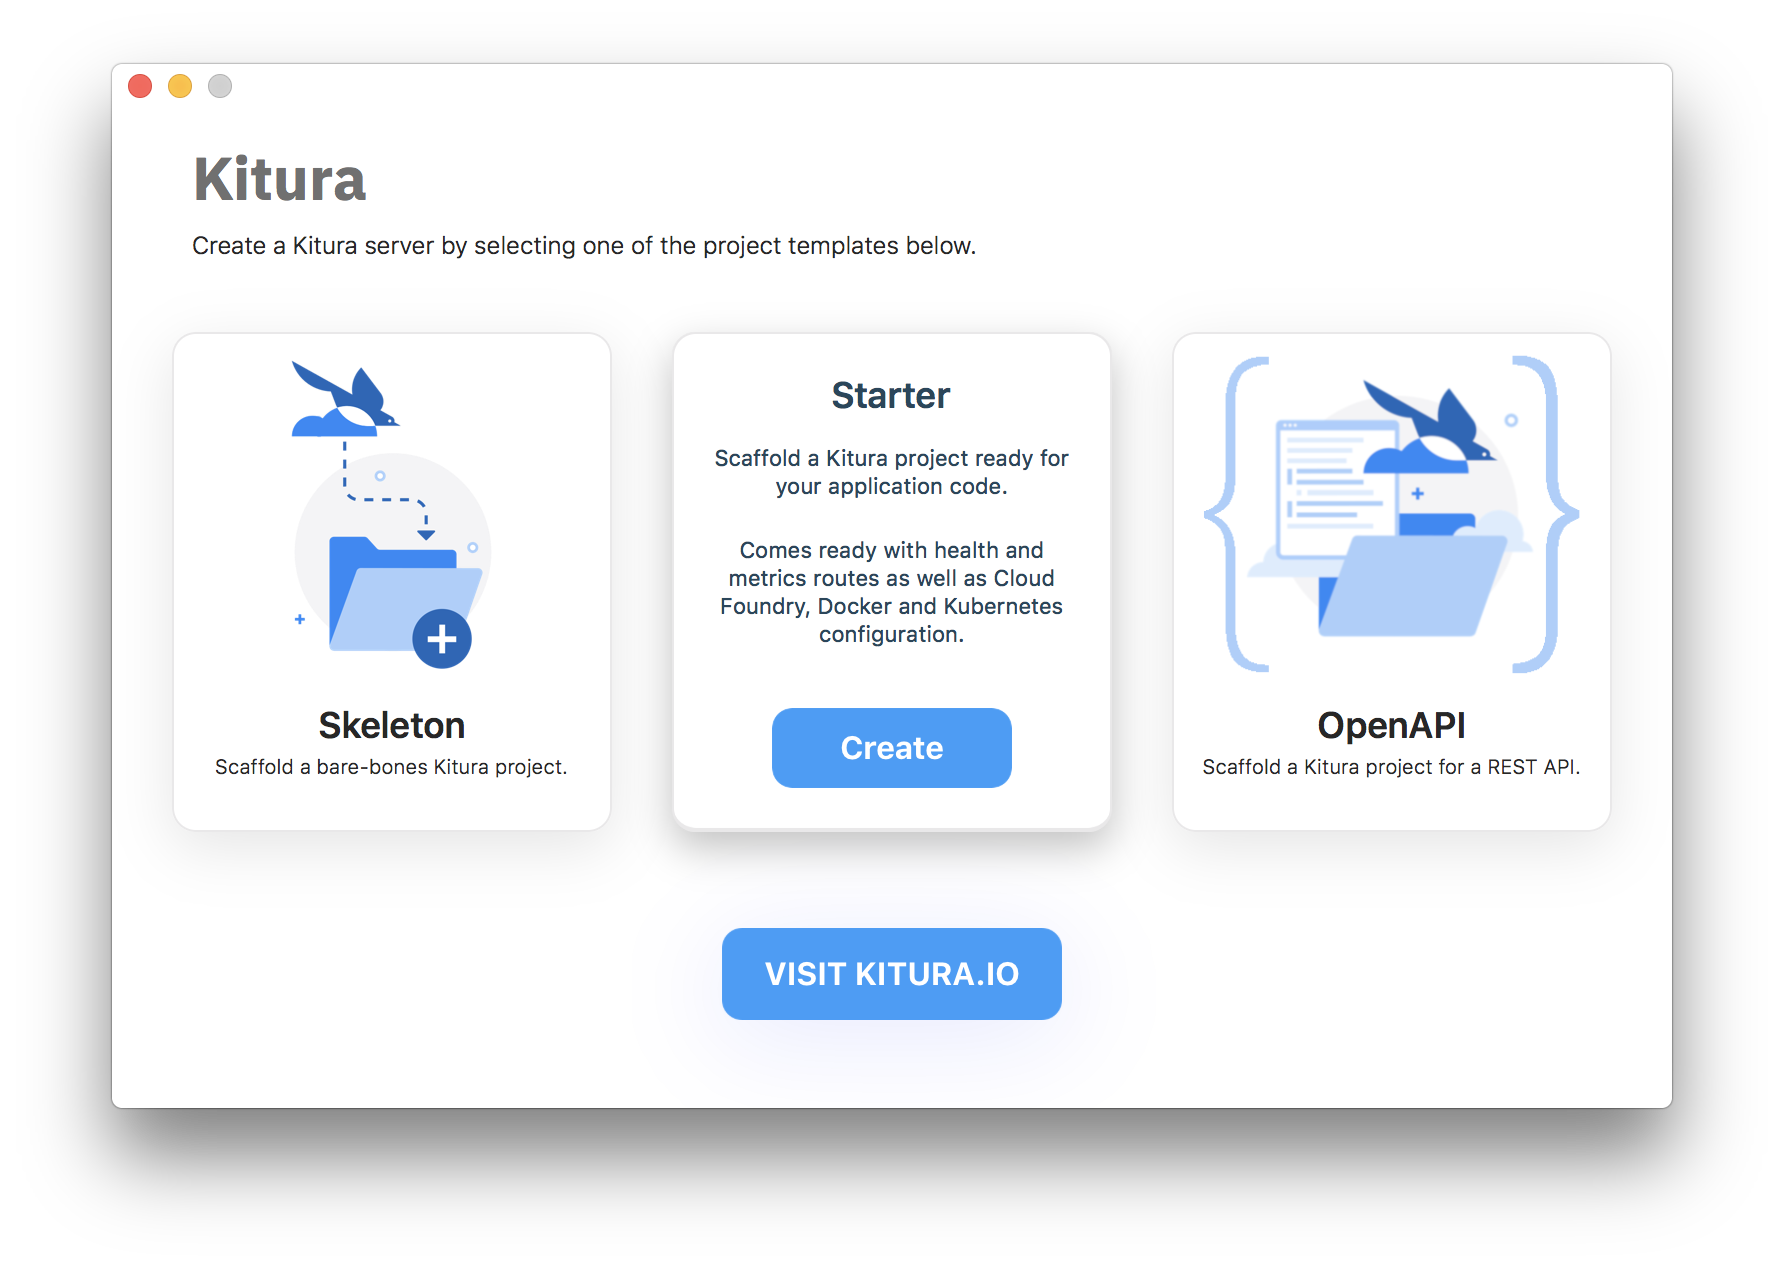 Kitura
Create a Kitura server by selecting one of the project templates below.
Skeleton
Scaffold a bare-bones Kitura project.
Starter
Scaffold a Kitura project ready for
your application code.
Comes ready with health and
metrics routes as well as Cloud
Foundry, Docker and Kubernetes
configuration.
Create
OpenAPI
Scaffold a Kitura project for a REST API.
VISIT KITURA.IO